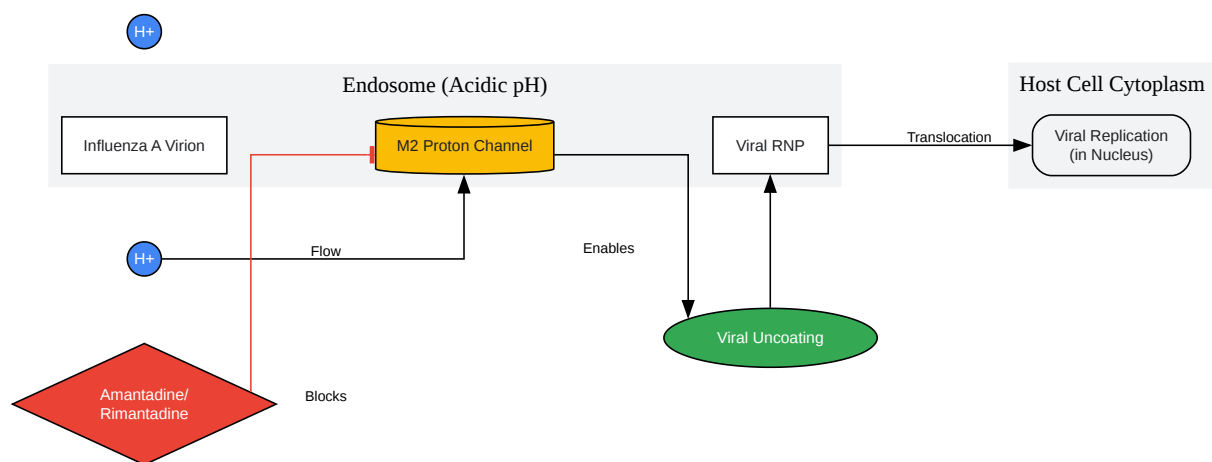 H+
Endosome (Acidic pH)
Host Cell Cytoplasm
Influenza A Virion
M2 Proton Channel
Viral RNP
Translocation
Viral Replication
(in Nucleus)
H+
Flow
Enables
Viral Uncoating
Amantadine/
Rimantadine
Blocks